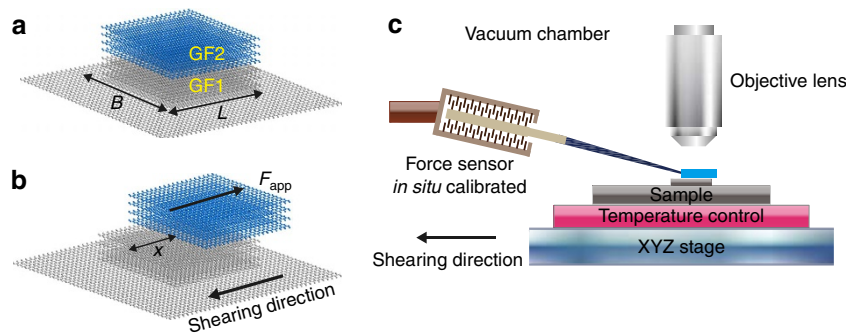 a
GF2
GF1
B
L
b
F_app
x
Shearing direction
c
Vacuum chamber
Objective lens
Force sensor
in situ calibrated
Sample
Temperature control
Shearing direction
XYZ stage